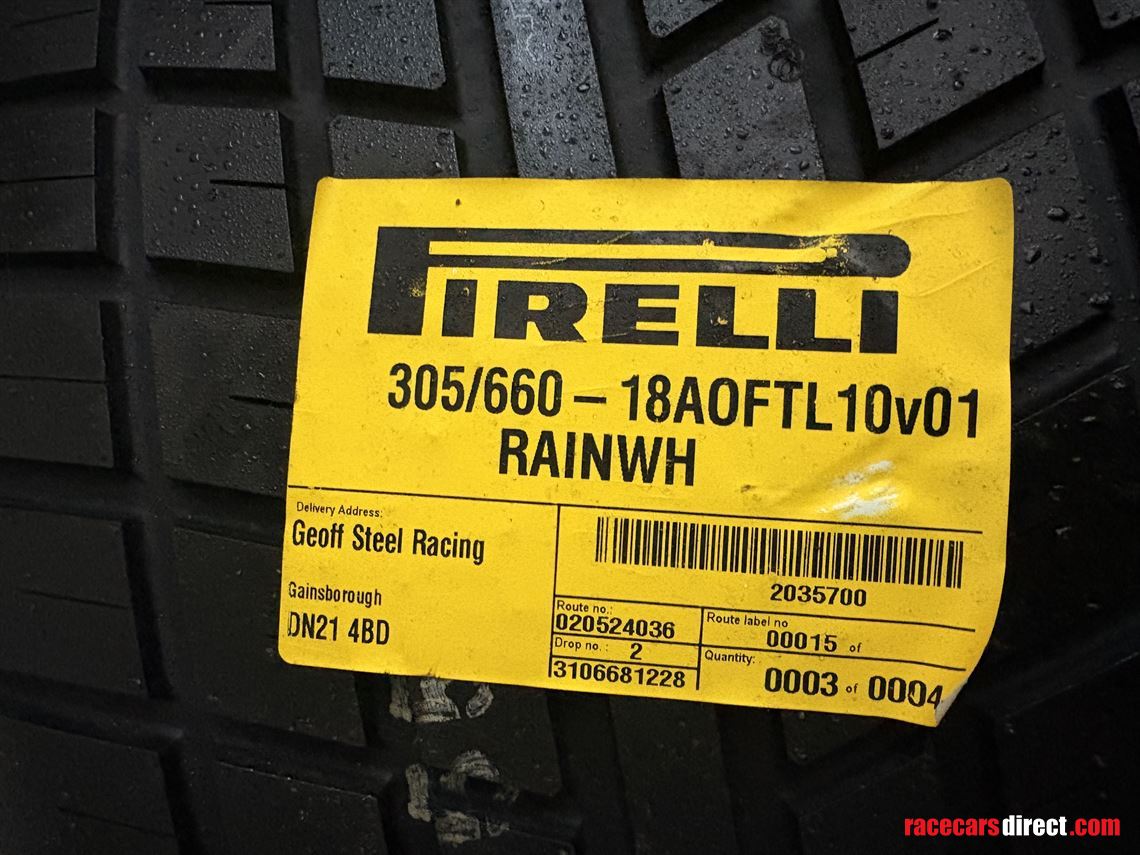 PIRELLI
305/660 – 18AOFTL10v01
RAINWH
Delivery Address:
Geoff Steel Racing
Gainsborough
DN21 4BD
2035700
Route no.:
020524036
Route label no
00015 of
Drop no. : 2
3106681228
Quantity:
0003 of 0004
racecarsdirect.com